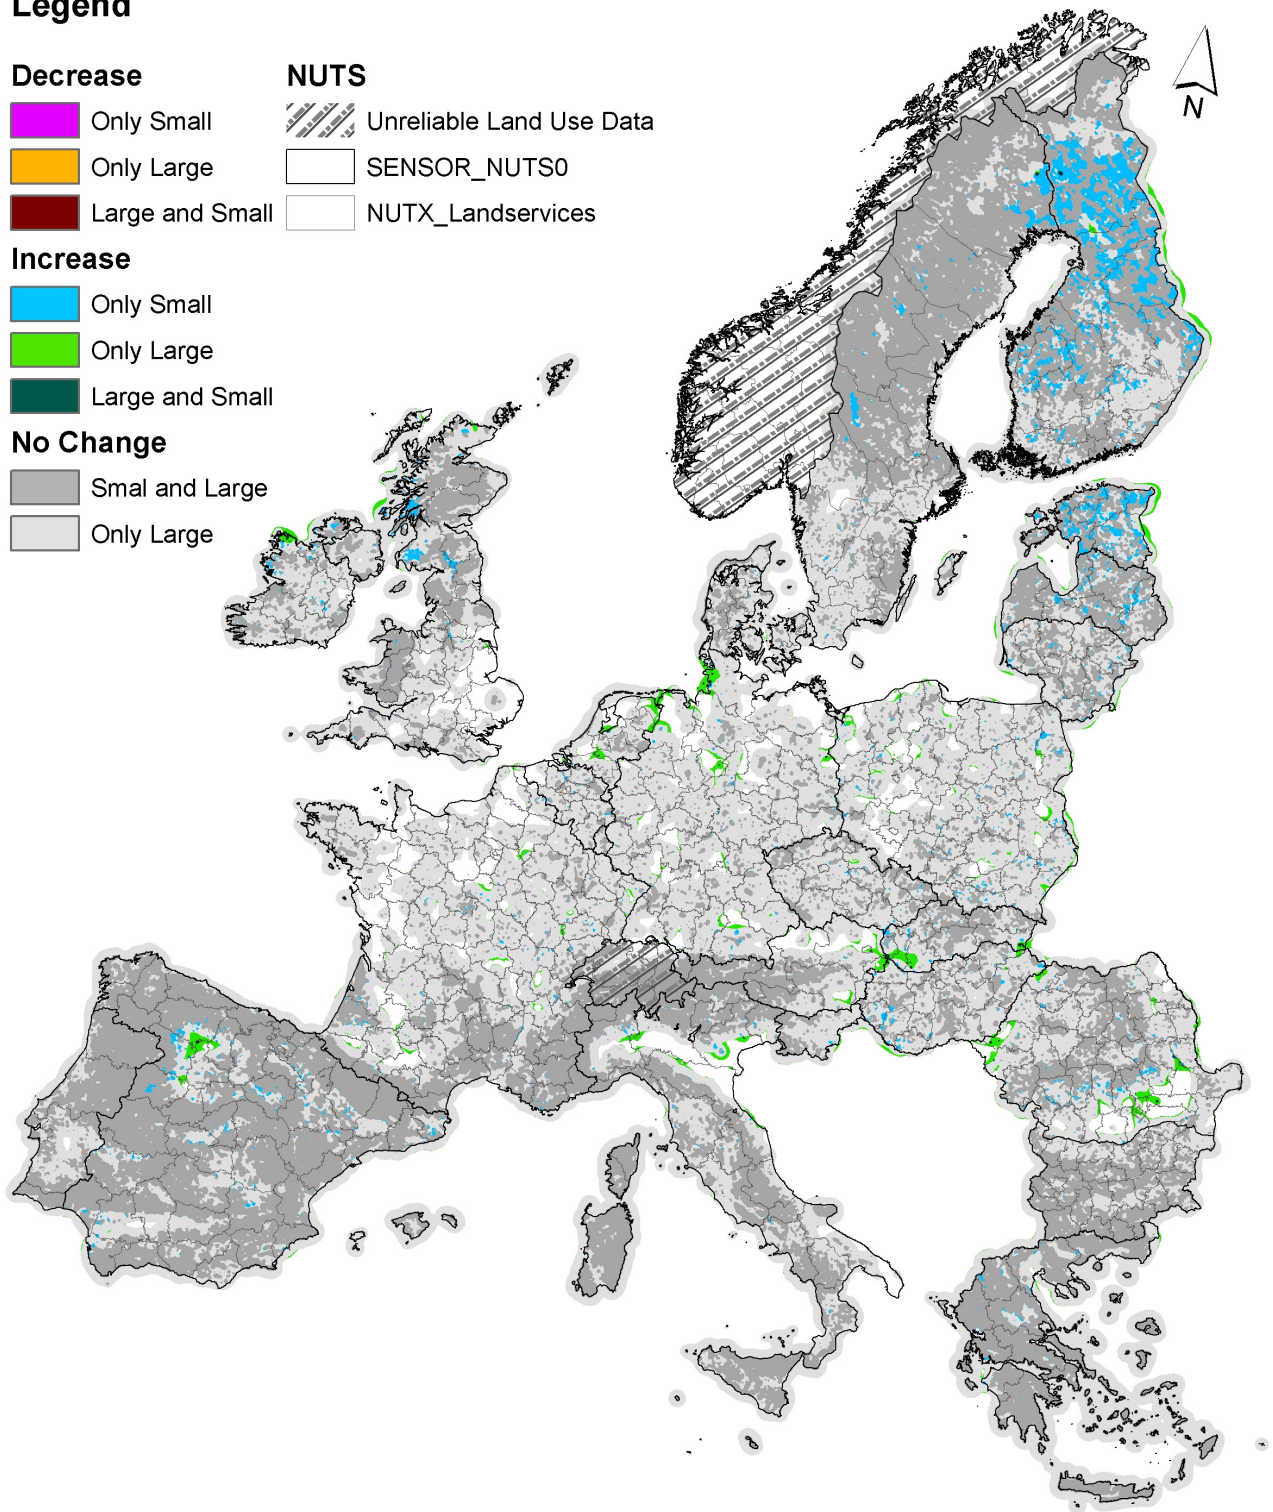 Legend
Decrease
Only Small
Only Large
Large and Small
Increase
Only Small
Only Large
Large and Small
No Change
Smal and Large
Only Large
NUTS
Unreliable Land Use Data
SENSOR_NUTS0
NUTX_Landservices
N